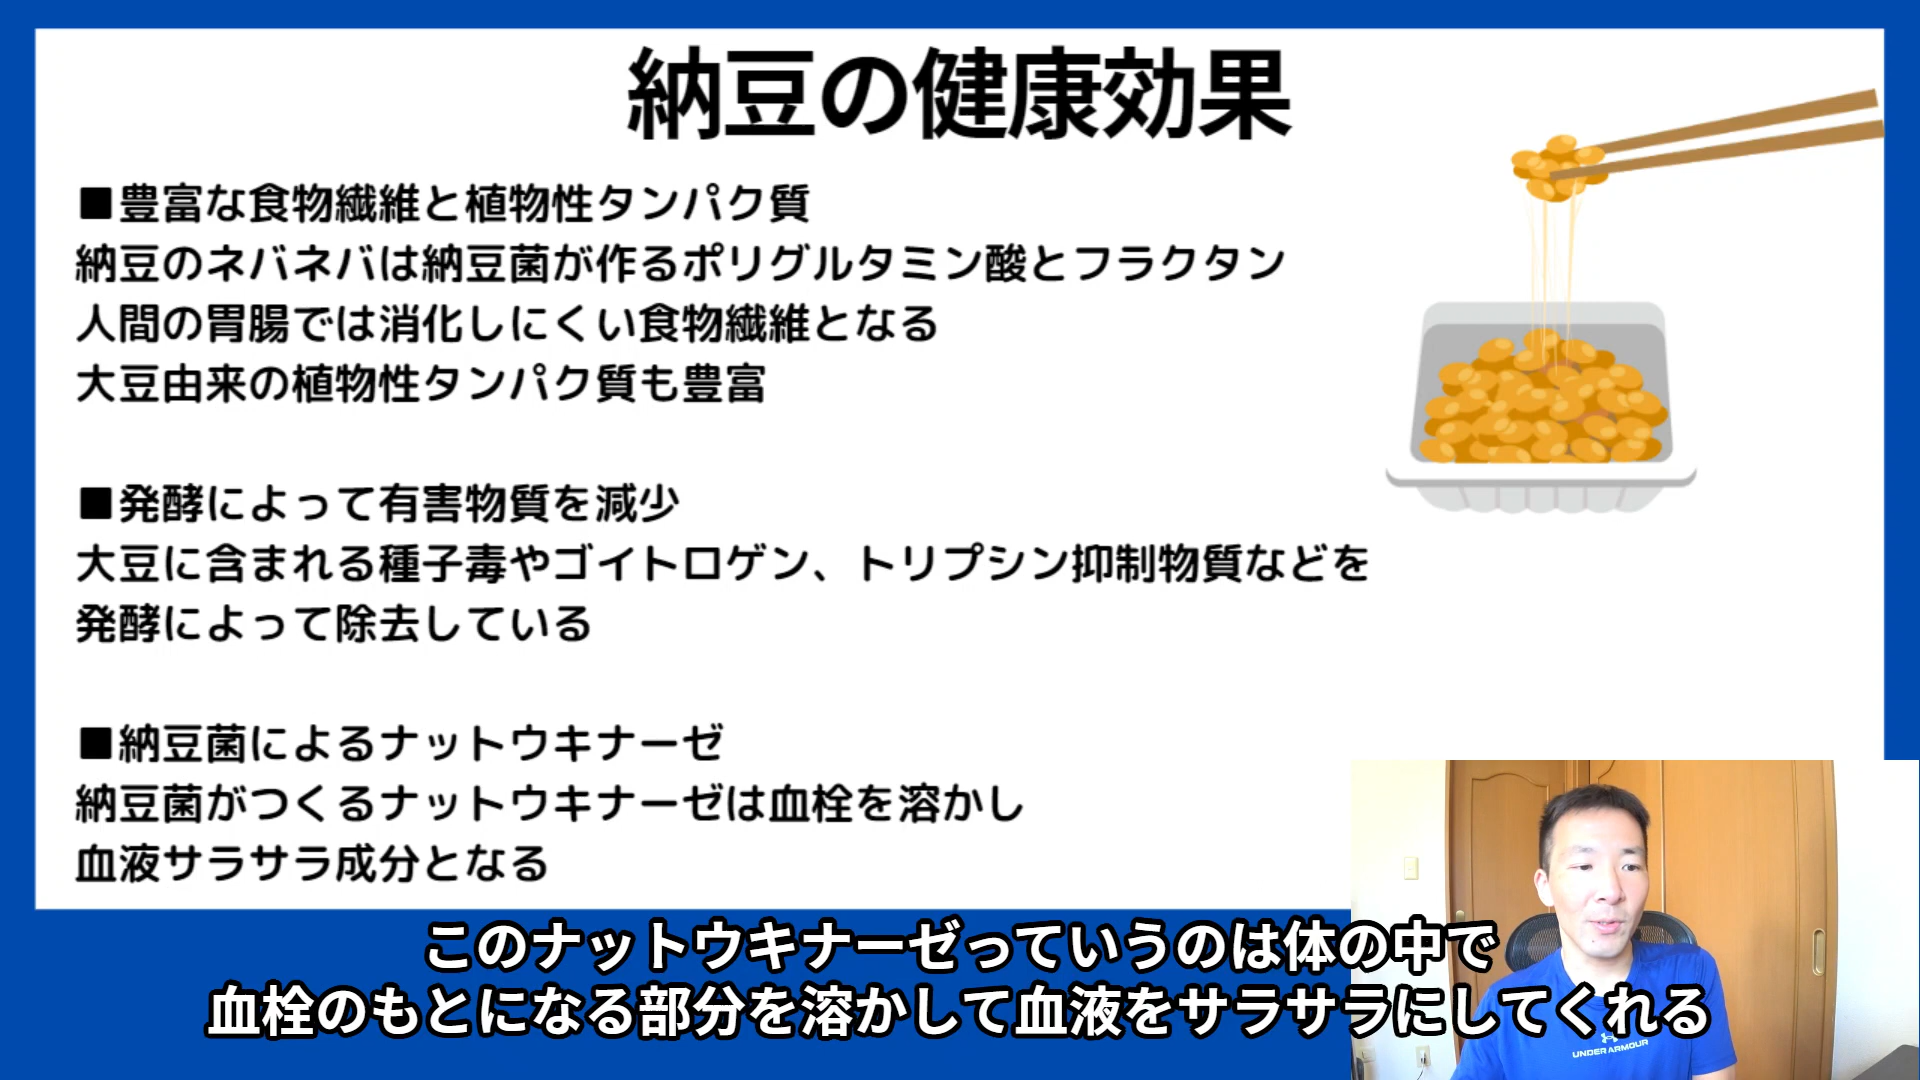 納豆の健康効果
■豊富な食物繊維と植物性タンパク質
納豆のネバネバは納豆菌が作るポリグルタミン酸とフラクタン
人間の胃腸では消化しにくい食物繊維となる
大豆由来の植物性タンパク質も豊富
■発酵によって有害物質を減少
大豆に含まれる種子毒やゴイトロゲン、トリプシン抑制物質などを
発酵によって除去している
■納豆菌によるナットウキナーゼ
納豆菌がつくるナットウキナーゼは血栓を溶かし
血液サラサラ成分となる
このナットウキナーゼっていうのは体の中で
血栓のもとになる部分を溶かして血液をサラサラにしてくれる
UNDER ARMOUR